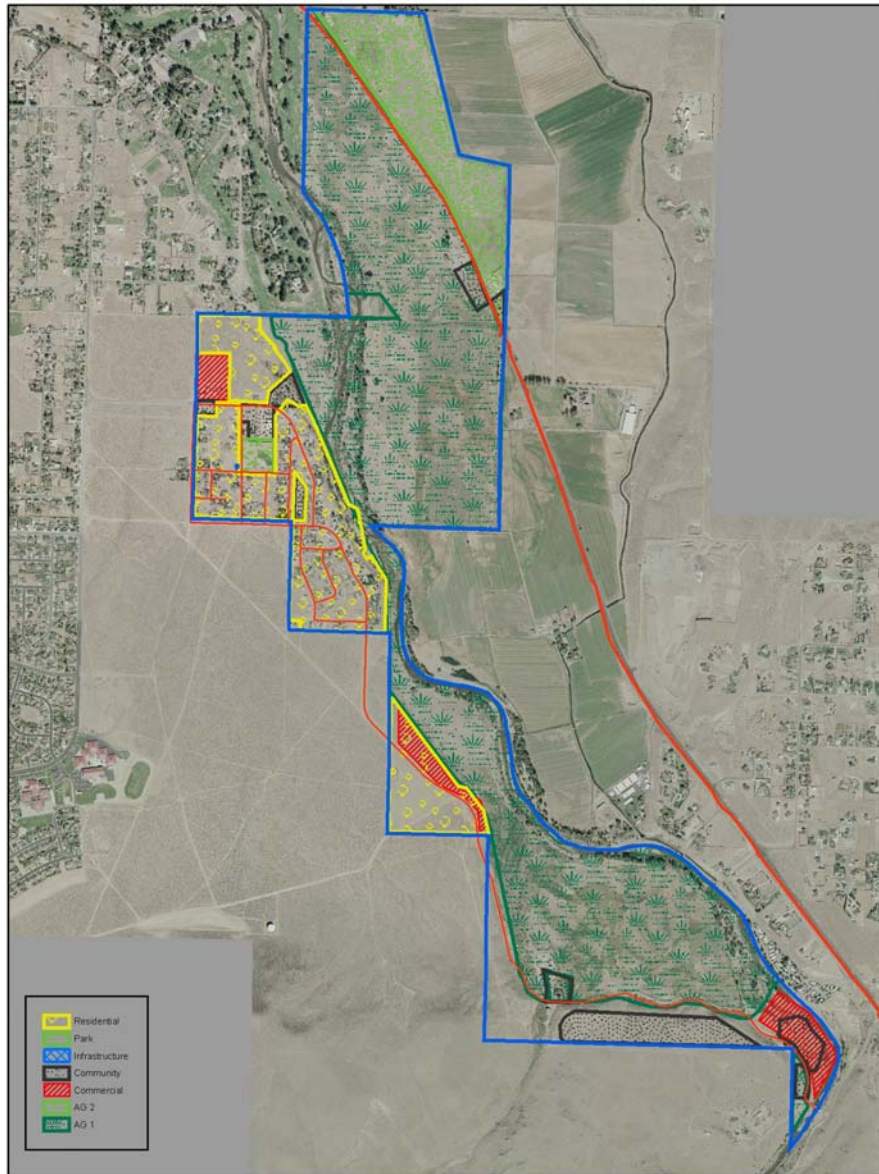 Residential
Park
Infrastructure
Community
Commercial
AG 2
AG 1